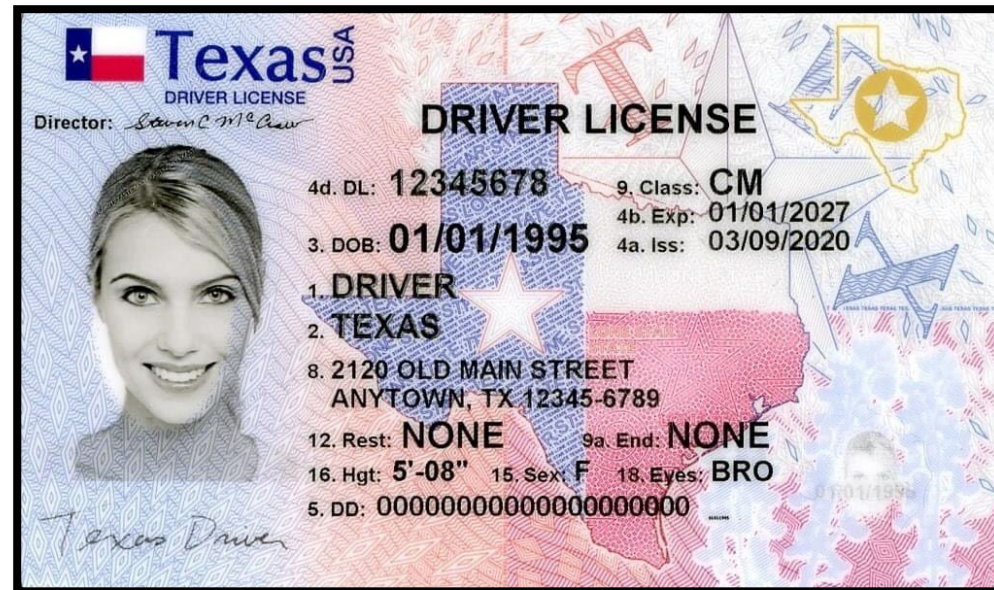 Texas USA
DRIVER LICENSE
Director: Steven C McCraw
DRIVER LICENSE
4d. DL: 12345678 9. Class: CM
4b. Exp: 01/01/2027
3. DOB: 01/01/1995 4a. Iss: 03/09/2020
1. DRIVER
2. TEXAS
8. 2120 OLD MAIN STREET
ANYTOWN, TX 12345-6789
12. Rest: NONE 9a. End: NONE
16. Hgt: 5'-08" 15. Sex: F 18. Eyes: BRO
01/01/1995
5. DD: 00000000000000000000
Texas Driver